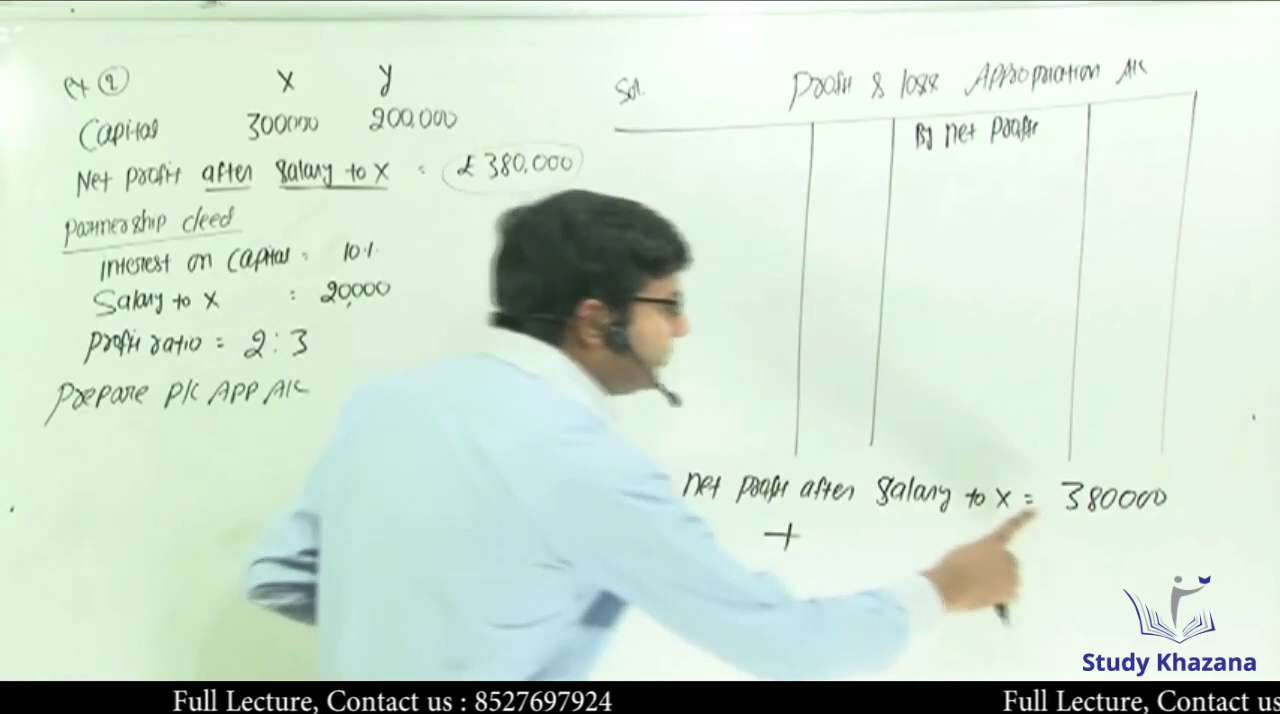 ex 2
X Y
Capital 300000 200,000
Net profit after salary to X : £ 380,000
Partnership deed
Interest on Capital : 10%
Salary to X : 20,000
Profit ratio = 2 : 3
Prepare P/L APP A/C
Sol.
Profit & loss Appropriation A/C
By Net Profit
Net profit after Salary to X = 380000
+
Study Khazana
Full Lecture, Contact us : 8527697924
Full Lecture, Contact us